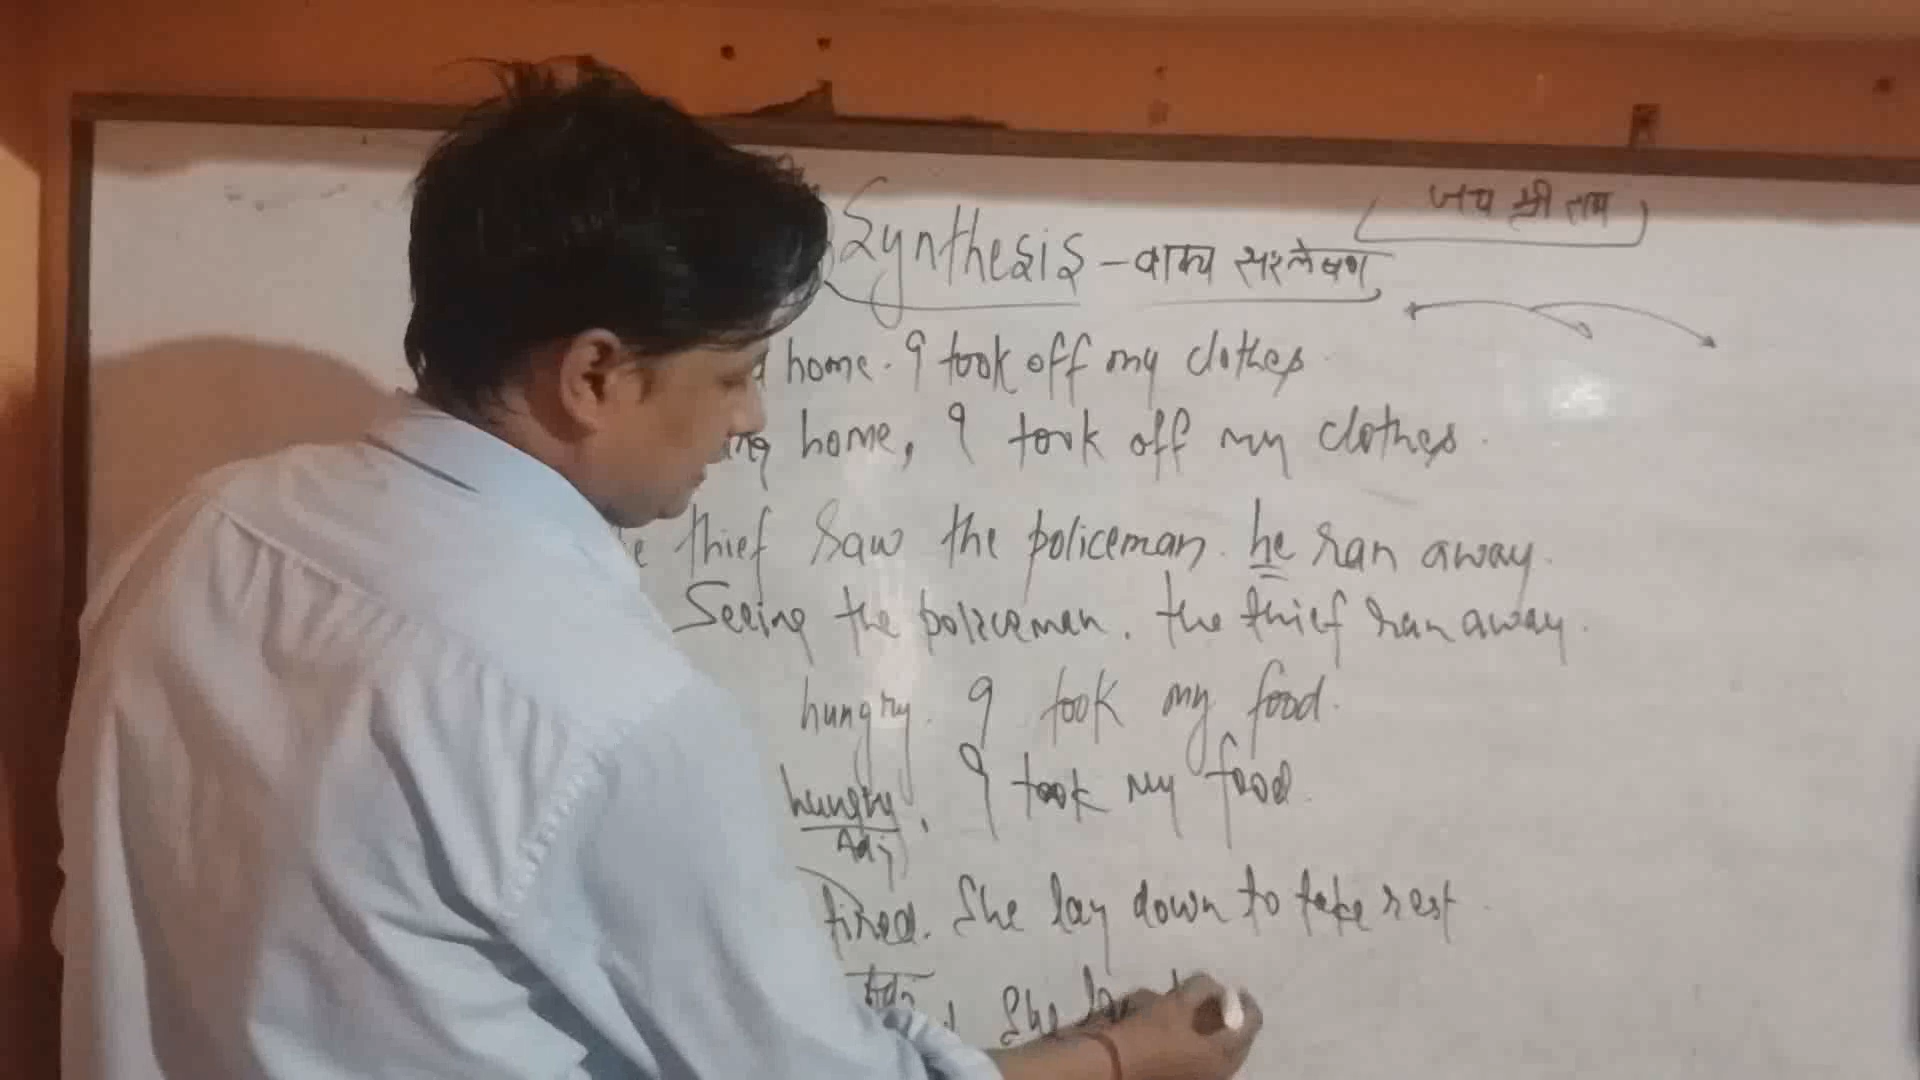 जय श्री राम
Synthesis - वाक्य संश्लेषण
home. I took off my clothes.
home, I took off my clothes.
thief saw the policeman. he ran away.
Seeing the policeman, the thief ran away.
hungry. I took my food.
hungry, I took my food.
Adj
tired. She lay down to take rest.
She